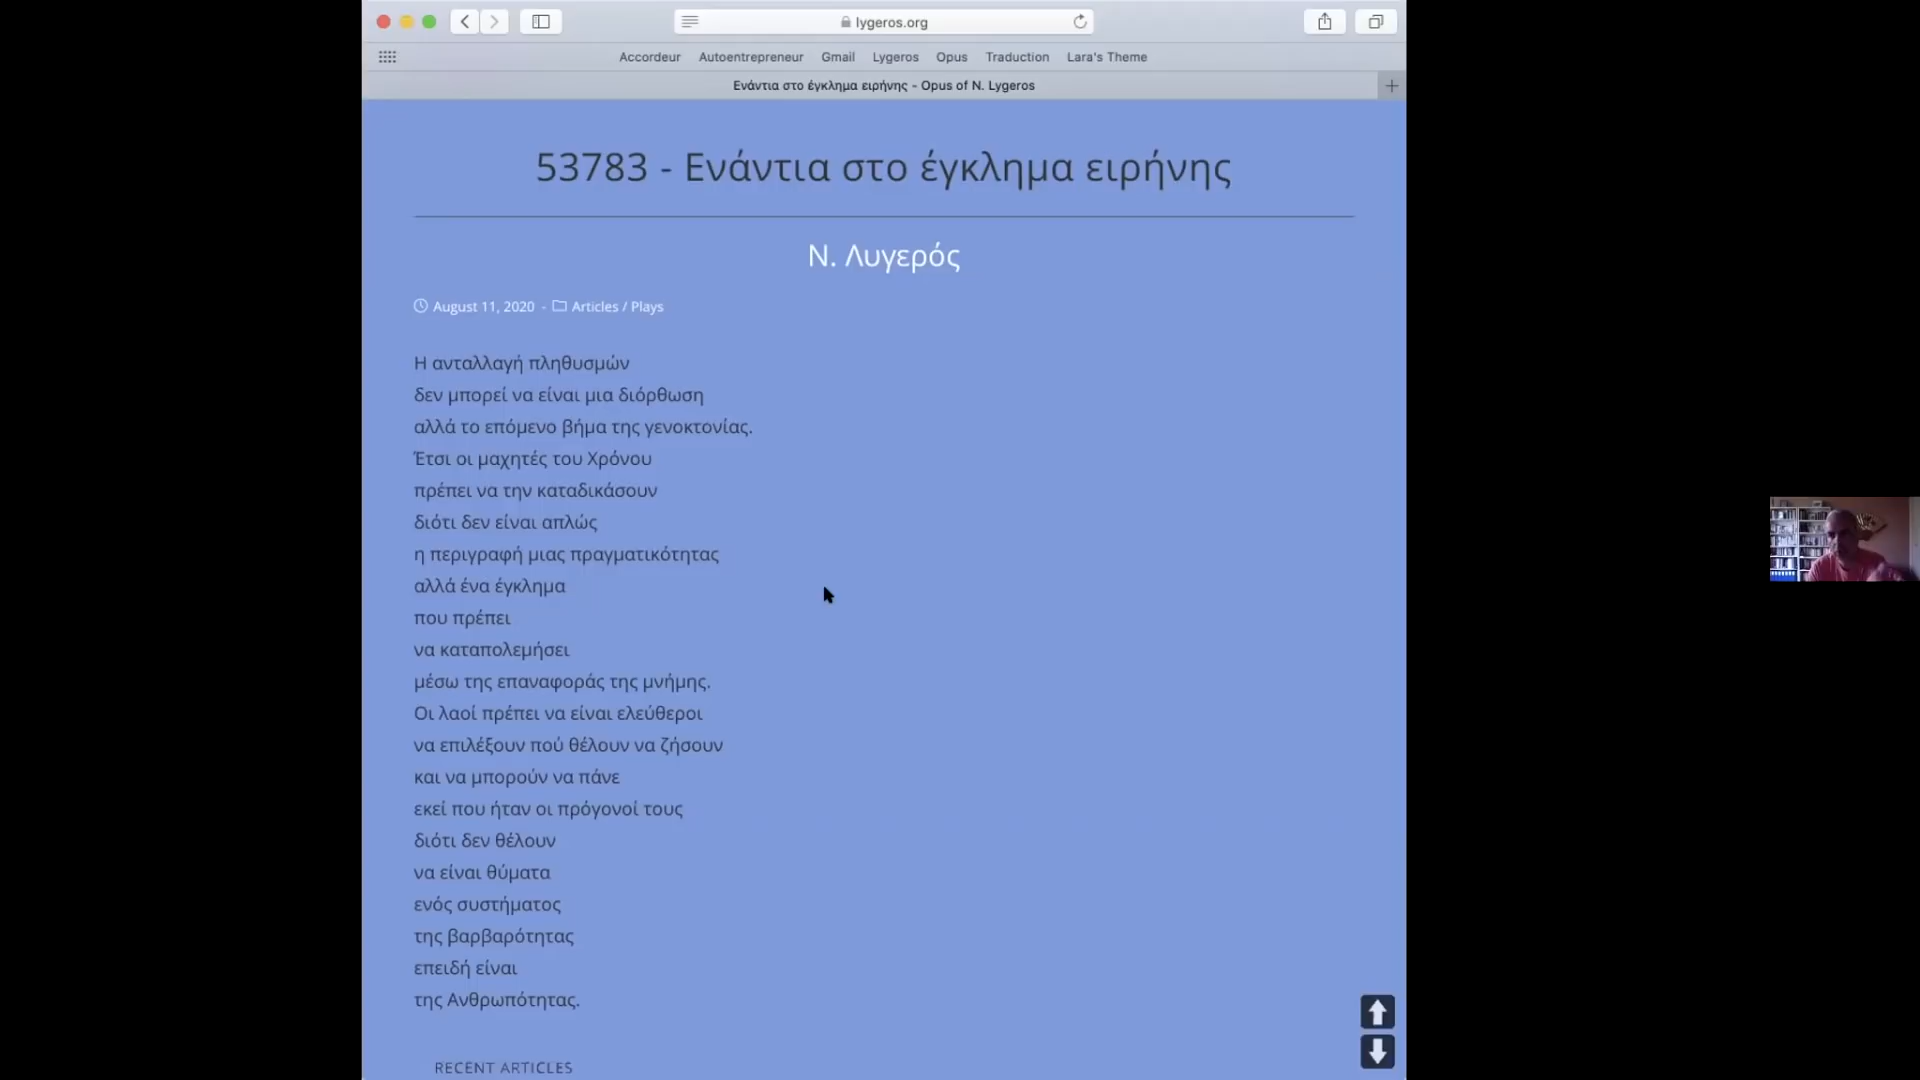 lygeros.org
Accordeur Autoentrepreneur Gmail Lygeros Opus Traduction Lara's Theme
Ενάντια στο έγκλημα ειρήνης - Opus of N. Lygeros
53783 - Ενάντια στο έγκλημα ειρήνης
Ν. Λυγερός
August 11, 2020 - Articles / Plays
Η ανταλλαγή πληθυσμών
δεν μπορεί να είναι μια διόρθωση
αλλά το επόμενο βήμα της γενοκτονίας.
Έτσι οι μαχητές του Χρόνου
πρέπει να την καταδικάσουν
διότι δεν είναι απλώς
η περιγραφή μιας πραγματικότητας
αλλά ένα έγκλημα
που πρέπει
να καταπολεμήσει
μέσω της επαναφοράς της μνήμης.
Οι λαοί πρέπει να είναι ελεύθεροι
να επιλέξουν πού θέλουν να ζήσουν
και να μπορούν να πάνε
εκεί που ήταν οι πρόγονοί τους
διότι δεν θέλουν
να είναι θύματα
ενός συστήματος
της βαρβαρότητας
επειδή είναι
της Ανθρωπότητας.
RECENT ARTICLES